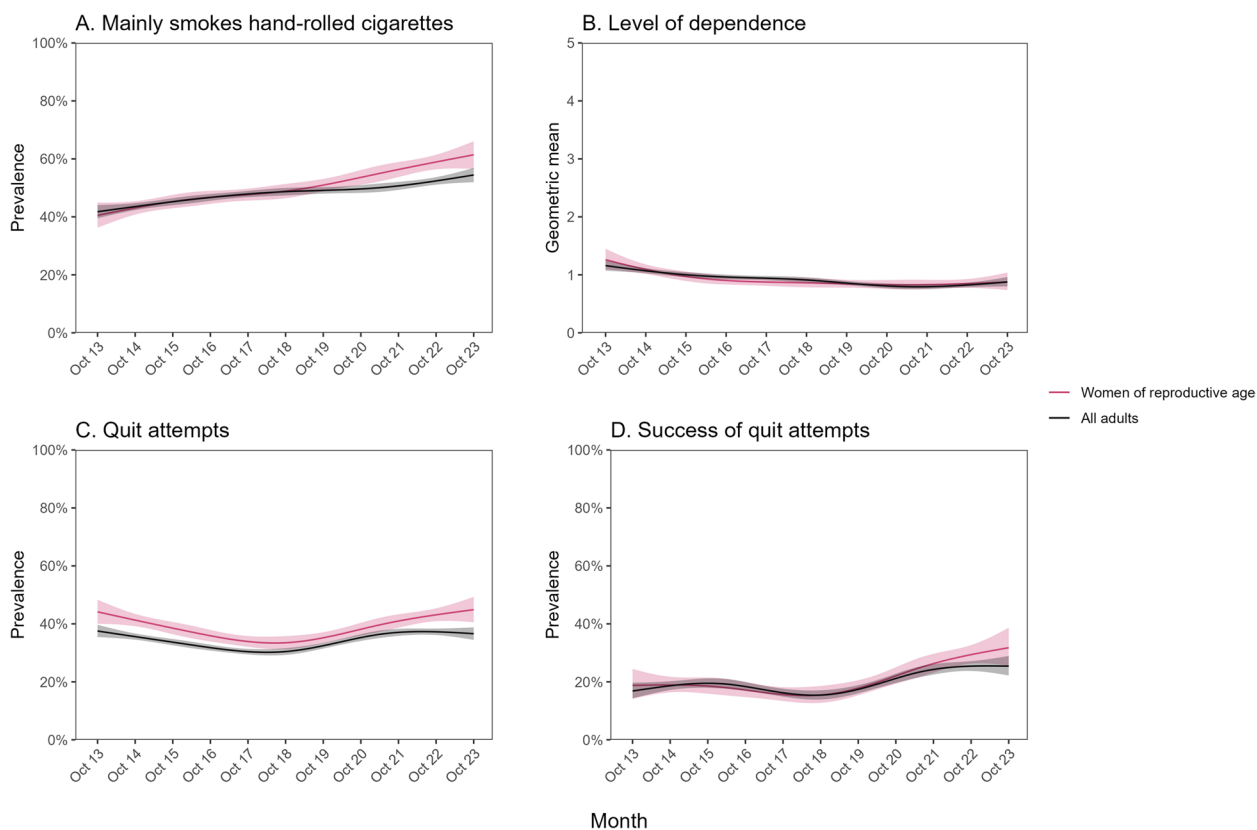 A. Mainly smokes hand-rolled cigarettes
100%
80%
60%
40%
20%
0%
Prevalence
Oct 13
Oct 14
Oct 15
Oct 16
Oct 17
Oct 18
Oct 19
Oct 20
Oct 21
Oct 22
Oct 23
B. Level of dependence
5
4
3
2
1
0
Geometric mean
Oct 13
Oct 14
Oct 15
Oct 16
Oct 17
Oct 18
Oct 19
Oct 20
Oct 21
Oct 22
Oct 23
Women of reproductive age
All adults
C. Quit attempts
100%
80%
60%
40%
20%
0%
Prevalence
Oct 13
Oct 14
Oct 15
Oct 16
Oct 17
Oct 18
Oct 19
Oct 20
Oct 21
Oct 22
Oct 23
D. Success of quit attempts
100%
80%
60%
40%
20%
0%
Prevalence
Oct 13
Oct 14
Oct 15
Oct 16
Oct 17
Oct 18
Oct 19
Oct 20
Oct 21
Oct 22
Oct 23
Month